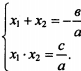 x₁ + x₂ = -в/a
x₁ · x₂ = c/a.